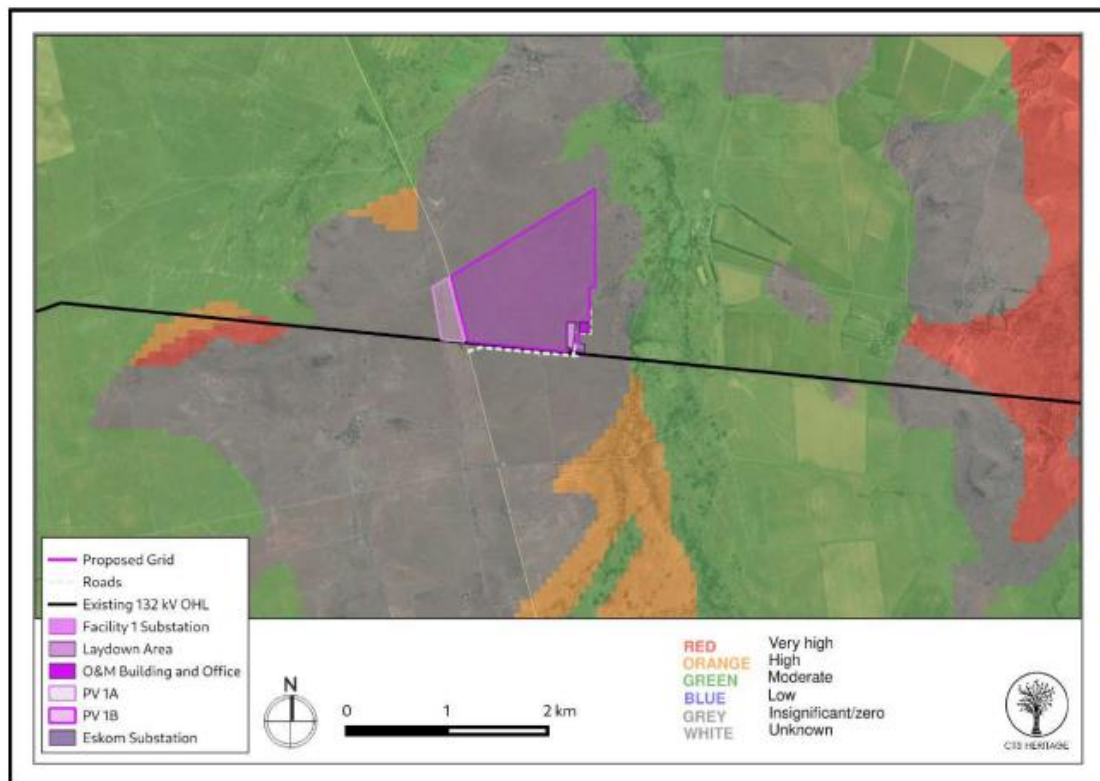 Proposed Grid
Roads
Existing 132 kV OHL
Facility 1 Substation
Laydown Area
O&M Building and Office
PV 1A
PV 1B
Eskom Substation
N
0 1 2 km
RED Very high
ORANGE High
GREEN Moderate
BLUE Low
GREY Insignificant/zero
WHITE Unknown
CTS HERITAGE